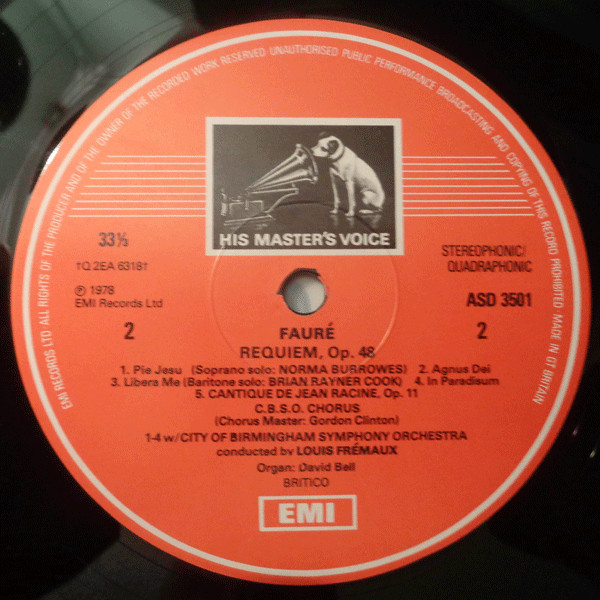 EMI RECORDS LTD ALL RIGHTS OF THE PRODUCER AND OF THE OWNER OF THE RECORDED WORK RESERVED UNAUTHORISED PUBLIC PERFORMANCE BROADCASTING AND COPYING OF THIS RECORD PROHIBITED MADE IN GT BRITAIN
HIS MASTER'S VOICE
33⅓
STEREOPHONIC/
QUADRAPHONIC
†Q 2EA 6318†
℗ 1978
EMI Records Ltd
ASD 3501
2
2
FAURÉ
REQUIEM, Op. 48
1. Pie Jesu (Soprano solo: NORMA BURROWES) 2. Agnus Dei
3. Libera Me (Baritone solo: BRIAN RAYNER COOK) 4. In Paradisum
5. CANTIQUE DE JEAN RACINE, Op. 11
C.B.S.O. CHORUS
(Chorus Master: Gordon Clinton)
1-4 w/CITY OF BIRMINGHAM SYMPHONY ORCHESTRA
conducted by LOUIS FRÉMAUX
Organ: David Bell
BRITICO
EMI